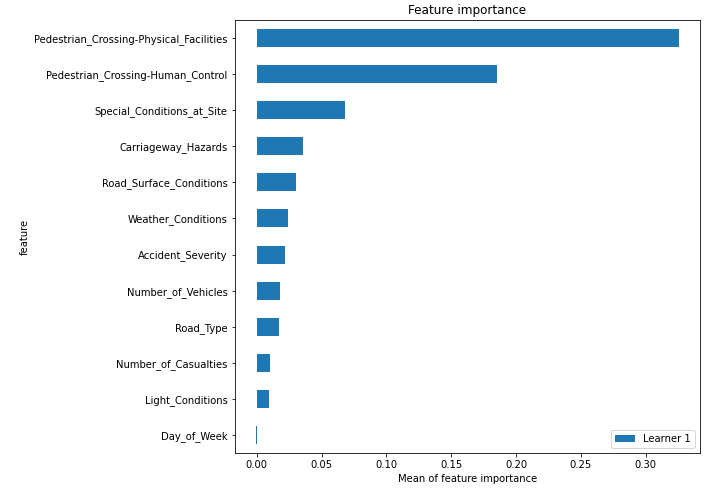 Feature importance
Pedestrian_Crossing-Physical_Facilities
Pedestrian_Crossing-Human_Control
Special_Conditions_at_Site
Carriageway_Hazards
Road_Surface_Conditions
Weather_Conditions
Accident_Severity
Number_of_Vehicles
Road_Type
Number_of_Casualties
Light_Conditions
Day_of_Week
feature
Learner 1
0.00 0.05 0.10 0.15 0.20 0.25 0.30
Mean of feature importance